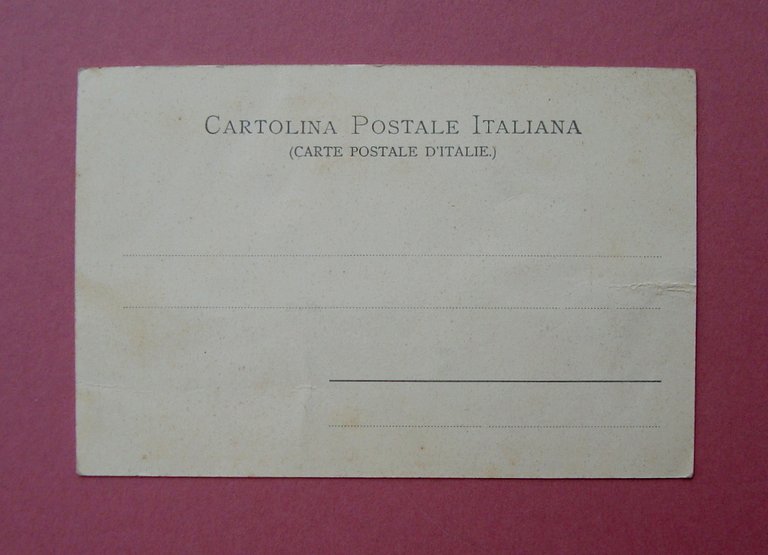 CARTOLINA POSTALE ITALIANA
(CARTE POSTALE D'ITALIE.)